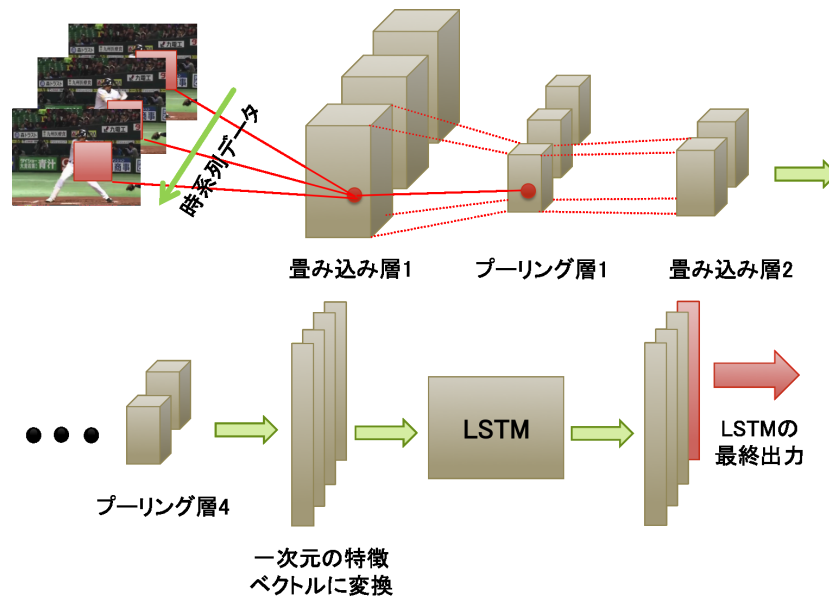 時系列データ
畳み込み層1
プーリング層1
畳み込み層2
プーリング層4
一次元の特徴
ベクトルに変換
LSTM
LSTMの
最終出力
青汁